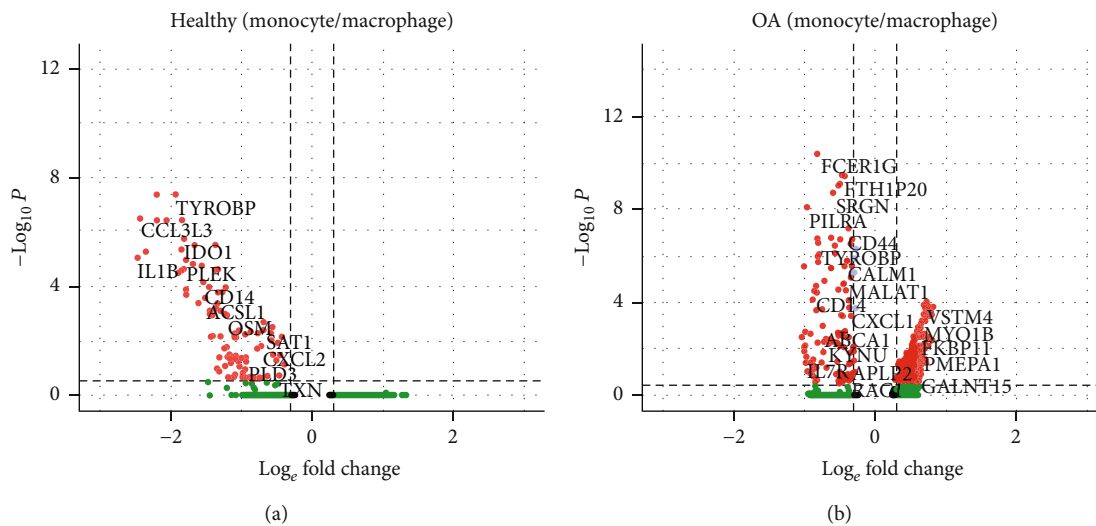 Healthy (monocyte/macrophage)
12
8
4
0
−Log10 P
TYROBP
CCL3L3
IDO1
IL1B
PLEK
CD14
ACSL1
OSM
SAT1
CXCL2
PLD3
TXN
−2
0
2
Loge fold change
(a)
OA (monocyte/macrophage)
12
8
4
0
−Log10 P
FCER1G
FTH1P20
SRGN
PILRA
CD44
TYROBP
CALM1
MALAT1
CD14
CXCL1
VSTM4
ABCA1
MYO1B
KYNU
FKBP11
IL7R
APLP2
PMEPA1
GALNT15
−2
0
2
Loge fold change
(b)